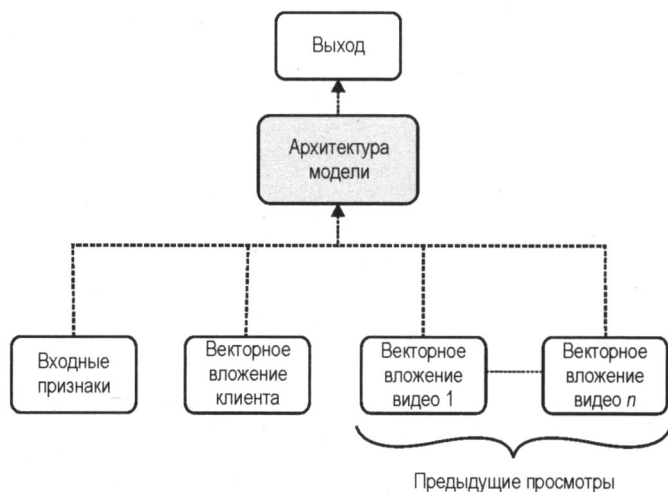 Выход
Архитектура
модели
Входные
признаки
Векторное
вложение
клиента
Векторное
вложение
видео 1
Векторное
вложение
видео n
Предыдущие просмотры